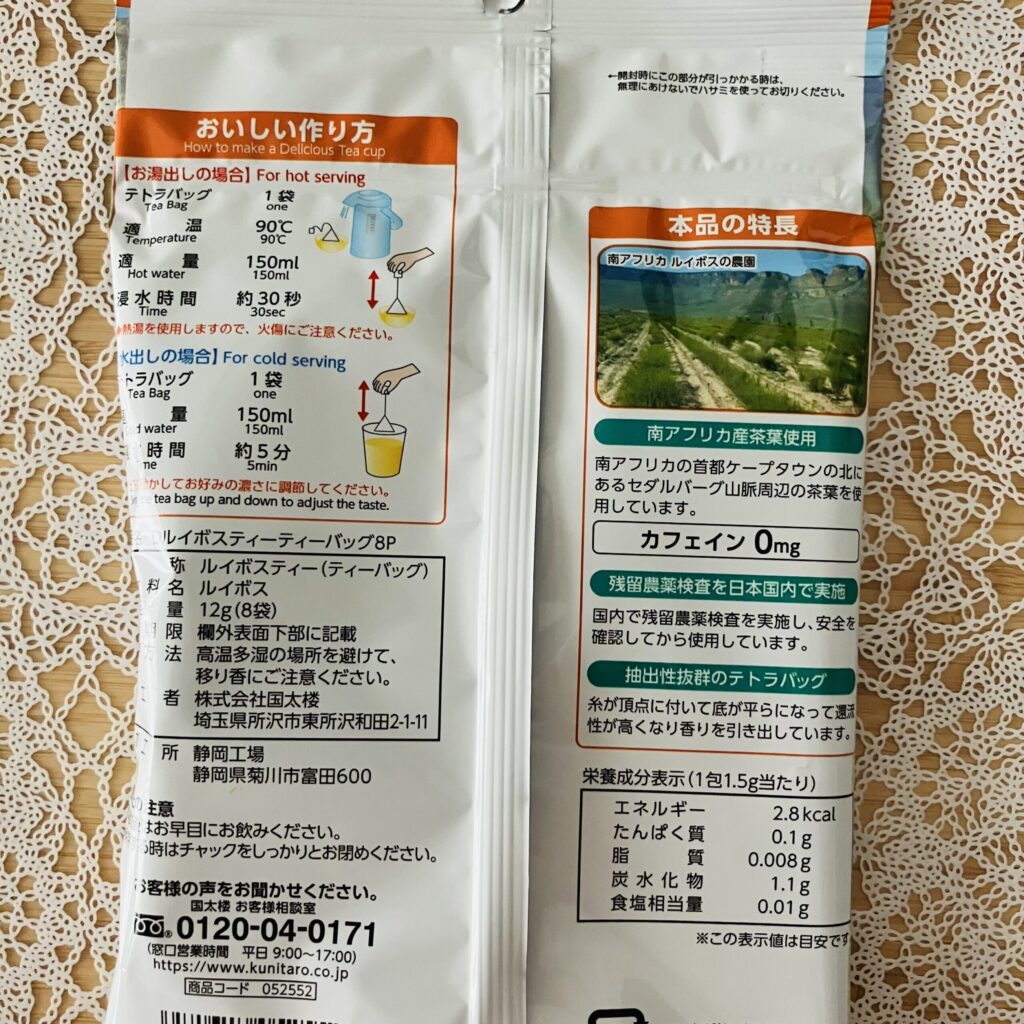 ←開封時にこの部分が引っかかる時は、
無理にあけないでハサミを使ってお切りください。
おいしい作り方
How to make a Delicious Tea cup
【お湯出しの場合】For hot serving
テトラバッグ 1袋
Tea Bag one
適温 90℃
Temperature 90℃
適量 150ml
Hot water 150ml
浸水時間 約30秒
Time 30sec
熱湯を使用しますので、火傷にご注意ください。
水出しの場合】For cold serving
テトラバッグ 1袋
Tea Bag one
量 150ml
water 150ml
時間 約5分
5min
かしてお好みの濃さに調節してください。
tea bag up and down to adjust the taste.
ルイボスティーティーバッグ8P
称 ルイボスティー(ティーバッグ)
料名 ルイボス
量 12g(8袋)
期限 欄外表面下部に記載
方法 高温多湿の場所を避けて、
移り香にご注意ください。
工者 株式会社国太楼
埼玉県所沢市東所沢和田2-1-11
所 静岡工場
静岡県菊川市富田600
注意
はお早目にお飲みください。
時はチャックをしっかりとお閉めください。
お客様の声をお聞かせください。
国太楼 お客様相談室
0120-04-0171
(窓口営業時間 平日 9:00~17:00)
https://www.kunitaro.co.jp
商品コード 052552
本品の特長
南アフリカ ルイボスの農園
南アフリカ産茶葉使用
南アフリカの首都ケープタウンの北に
あるセダルバーグ山脈周辺の茶葉を使
用しています。
カフェイン 0mg
残留農薬検査を日本国内で実施
国内で残留農薬検査を実施し、安全を
確認してから使用しています。
抽出性抜群のテトラバッグ
糸が頂点に付いて底が平らになって還流
性が高くなり香りを引き出しています。
栄養成分表示(1包1.5g当たり)
エネルギー 2.8kcal
たんぱく質 0.1g
脂質 0.008g
炭水化物 1.1g
食塩相当量 0.01g
※この表示値は目安です